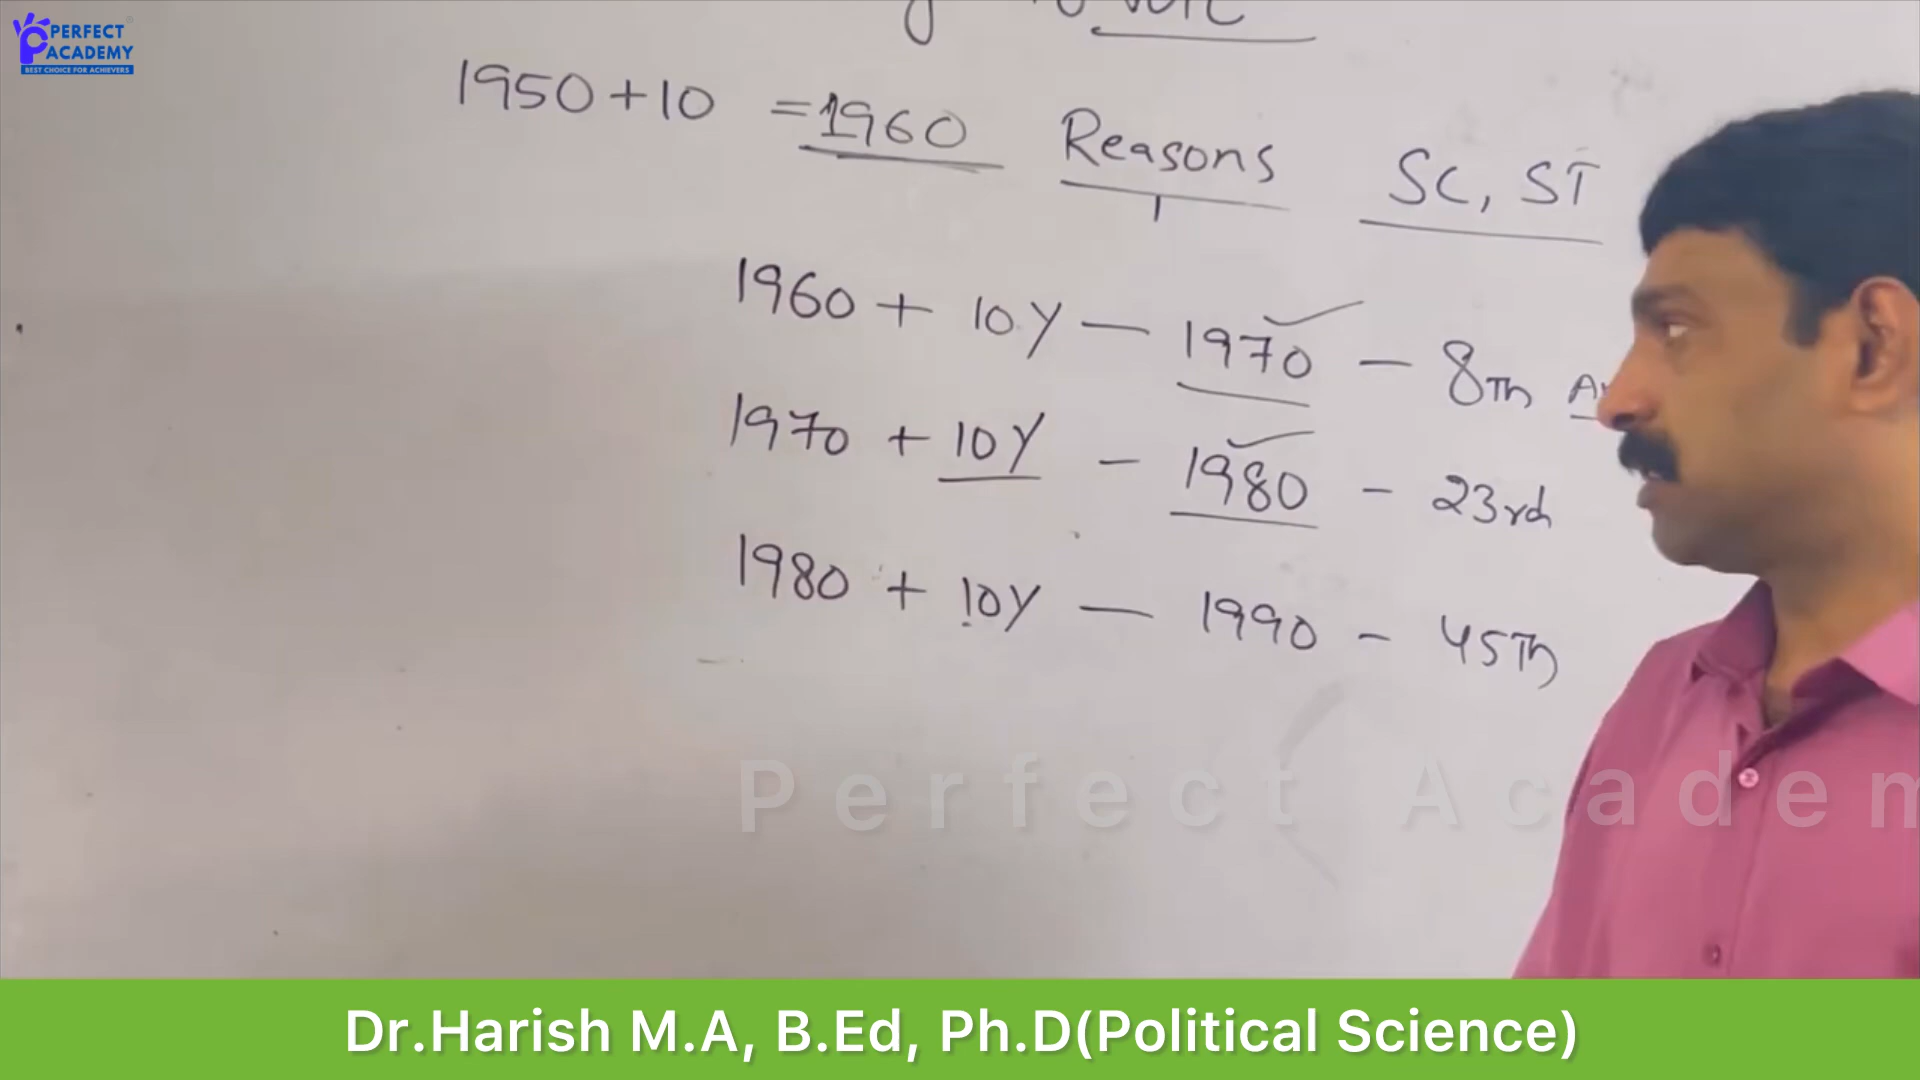 PERFECT
ACADEMY
BEST CHOICE FOR ACHIEVERS
1950+10 =1960 Reasons SC, ST
1960 + 10Y — 1970 — 8Th
1970 + 10Y – 1980 – 23rd
1980 + 10Y — 1990 – 45Th
Perfect Academ
Dr.Harish M.A, B.Ed, Ph.D(Political Science)